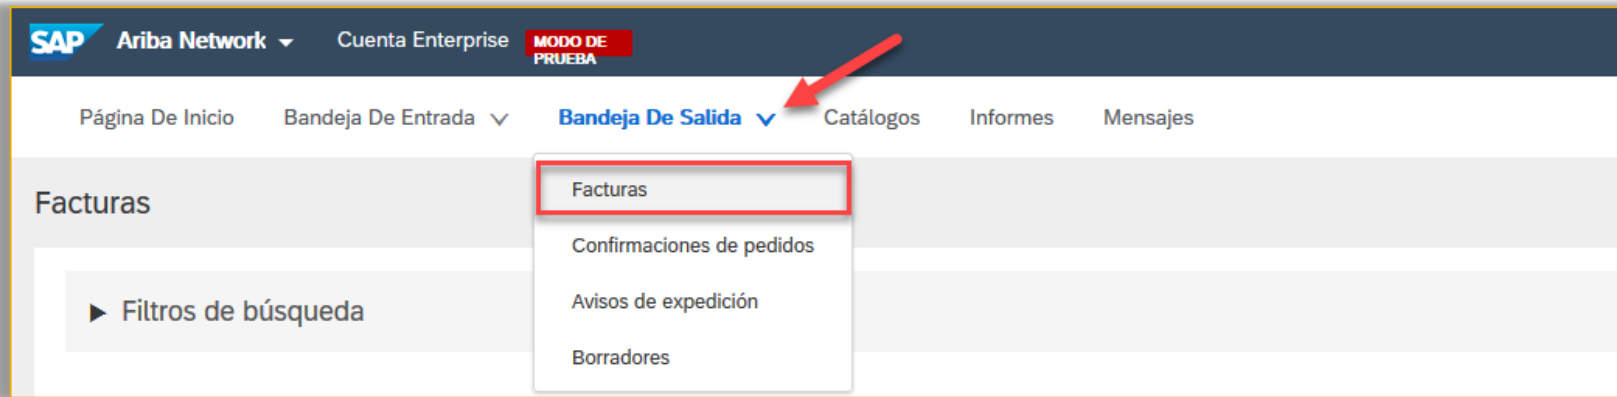 SAP Ariba Network Cuenta Enterprise MODO DE
PRUEBA
Página De Inicio Bandeja De Entrada Bandeja De Salida Catálogos Informes Mensajes
Facturas
Facturas
Confirmaciones de pedidos
Filtros de búsqueda
Avisos de expedición
Borradores